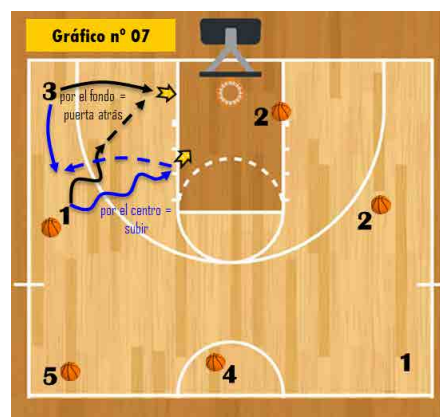 Gráfico nº 07
3
por el fondo =
puerta atrás
2
1
por el centro =
subir
2
5
4
1